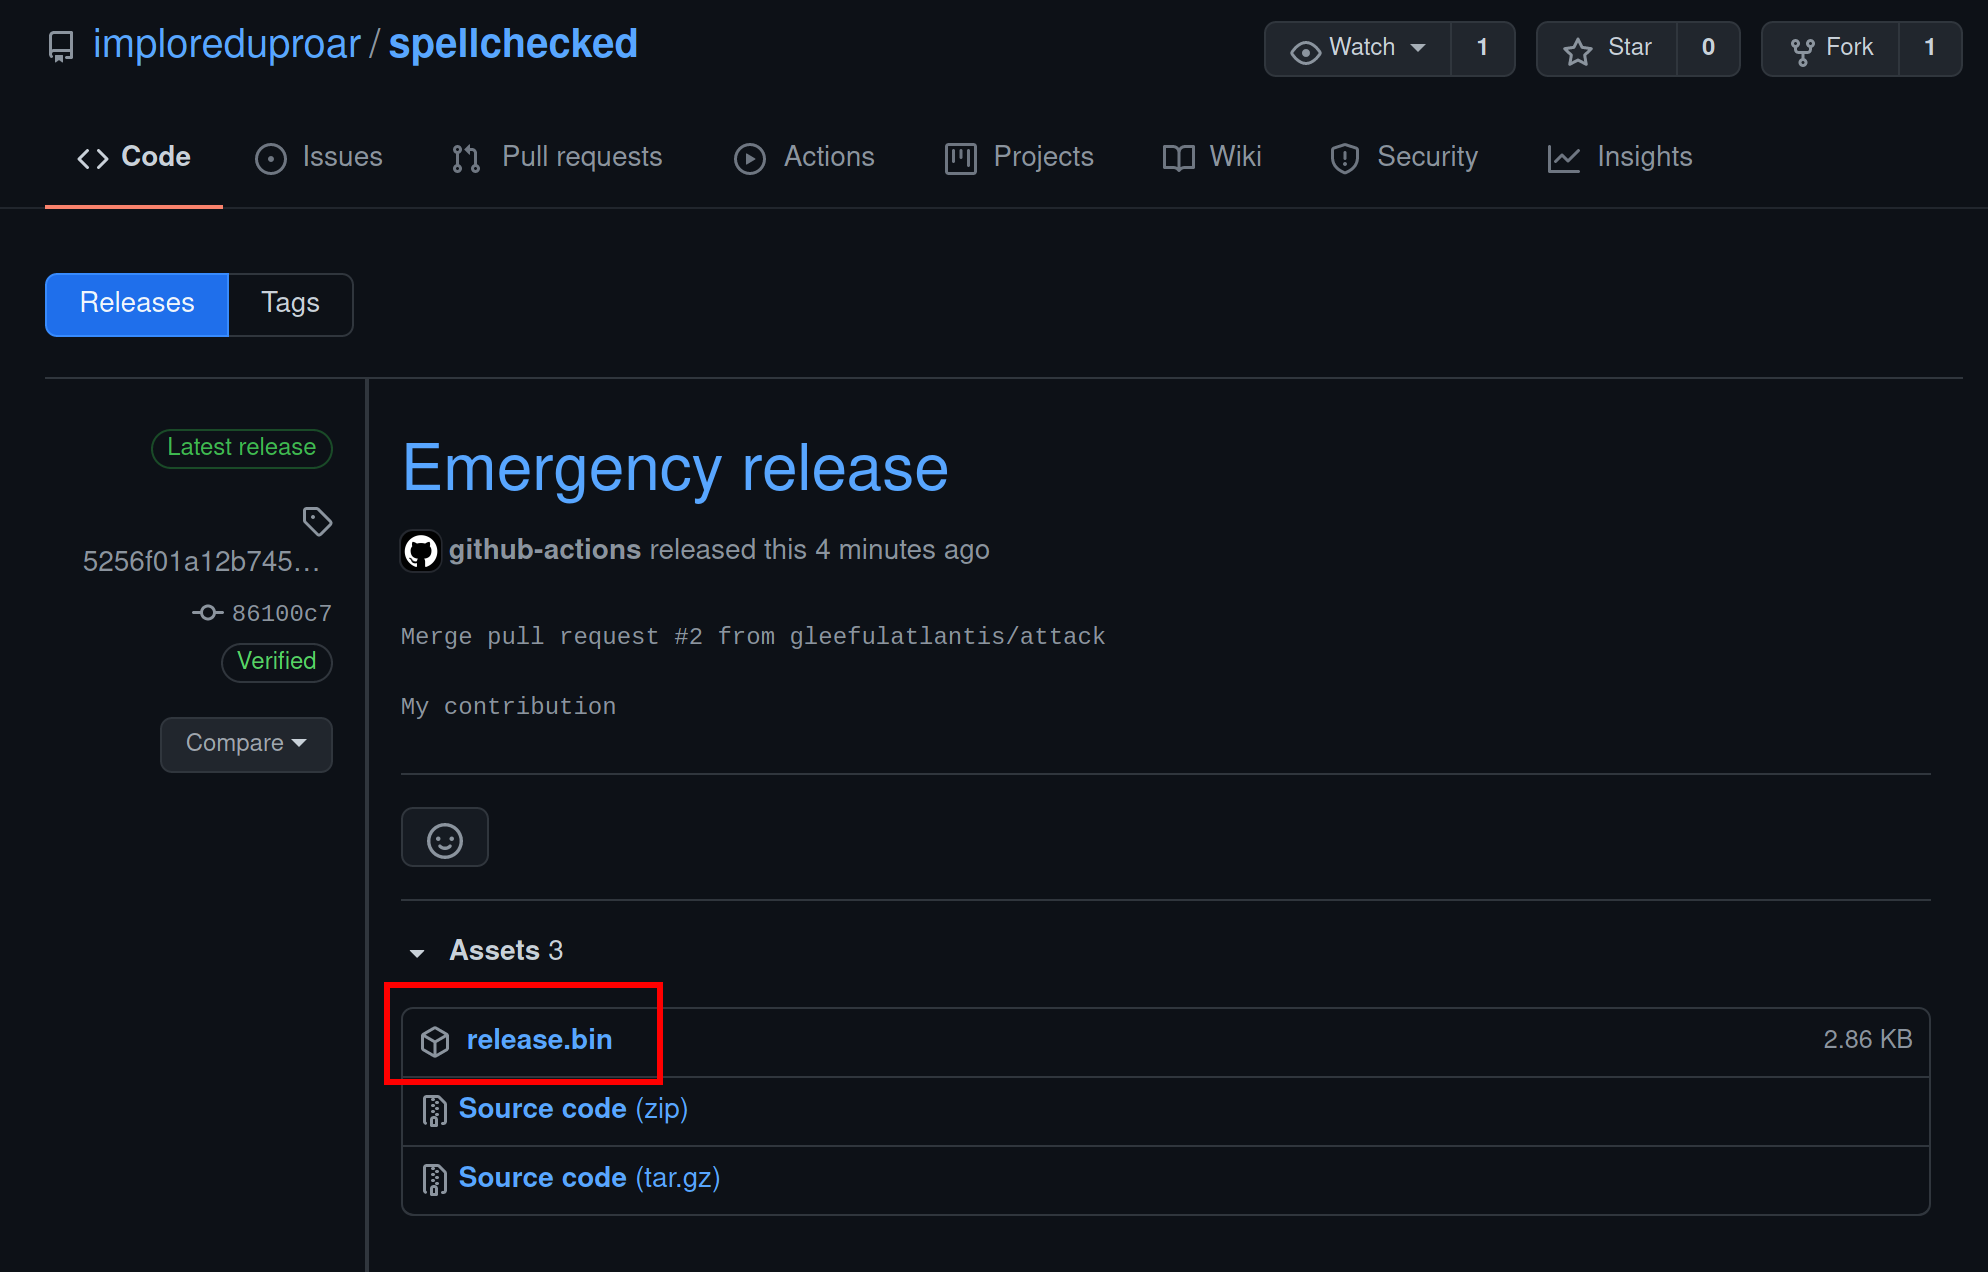 imploreduproar / spellchecked
Watch 1 Star 0 Fork 1
Code Issues Pull requests Actions Projects Wiki Security Insights
Releases Tags
Latest release
5256f01a12b745…
86100c7
Verified
Compare
Emergency release
github-actions released this 4 minutes ago
Merge pull request #2 from gleefulatlantis/attack
My contribution
Assets 3
release.bin 2.86 KB
Source code (zip)
Source code (tar.gz)